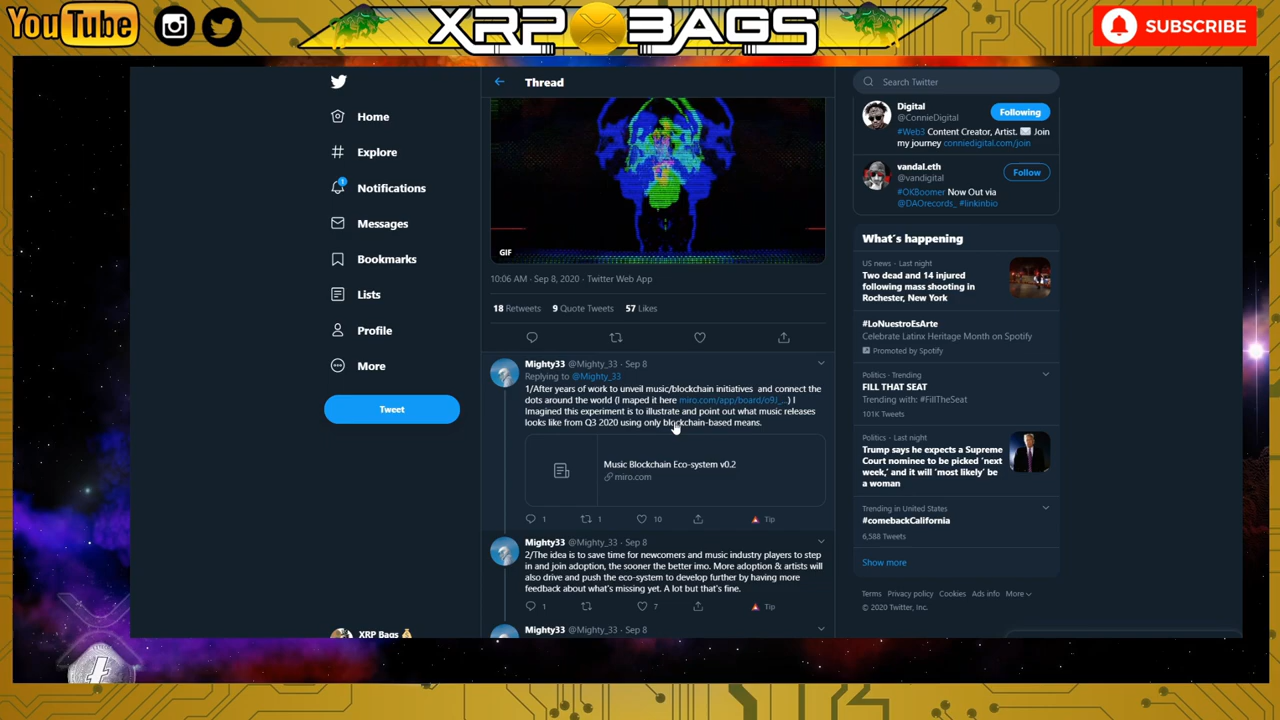 YouTube
XRP BAGS
SUBSCRIBE
Home
Explore
1
Notifications
Messages
Bookmarks
Lists
Profile
More
Tweet
XRP Bags
Thread
GIF
10:06 AM · Sep 8, 2020 · Twitter Web App
18 Retweets 9 Quote Tweets 57 Likes
Mighty33 @Mighty_33 · Sep 8
Replying to @Mighty_33
1/After years of work to unveil music/blockchain initiatives and connect the
dots around the world (I maped it here miro.com/app/board/o9J_...) I
Imagined this experiment is to illustrate and point out what music releases
looks like from Q3 2020 using only blockchain-based means.
Music Blockchain Eco-system v0.2
miro.com
1 1 10 Tip
Mighty33 @Mighty_33 · Sep 8
2/The idea is to save time for newcomers and music industry players to step
in and join adoption, the sooner the better imo. More adoption & artists will
also drive and push the eco-system to develop further by having more
feedback about what's missing yet. A lot but that's fine.
1 7 Tip
Mighty33 @Mighty_33 · Sep 8
Search Twitter
Digital
@ConnieDigital
Following
#Web3 Content Creator, Artist. Join
my journey conniedigital.com/join
vandal.eth
@vandigital
Follow
#OKBoomer Now Out via
@DAOrecords_ #linkinbio
What's happening
US news · Last night
Two dead and 14 injured
following mass shooting in
Rochester, New York
#LoNuestroEsArte
Celebrate Latinx Heritage Month on Spotify
Promoted by Spotify
Politics · Trending
FILL THAT SEAT
Trending with: #FillTheSeat
101K Tweets
Politics · Last night
Trump says he expects a Supreme
Court nominee to be picked 'next
week,' and it will 'most likely' be
a woman
Trending in United States
#comebackCalifornia
6,588 Tweets
Show more
Terms Privacy policy Cookies Ads info More
© 2020 Twitter, Inc.